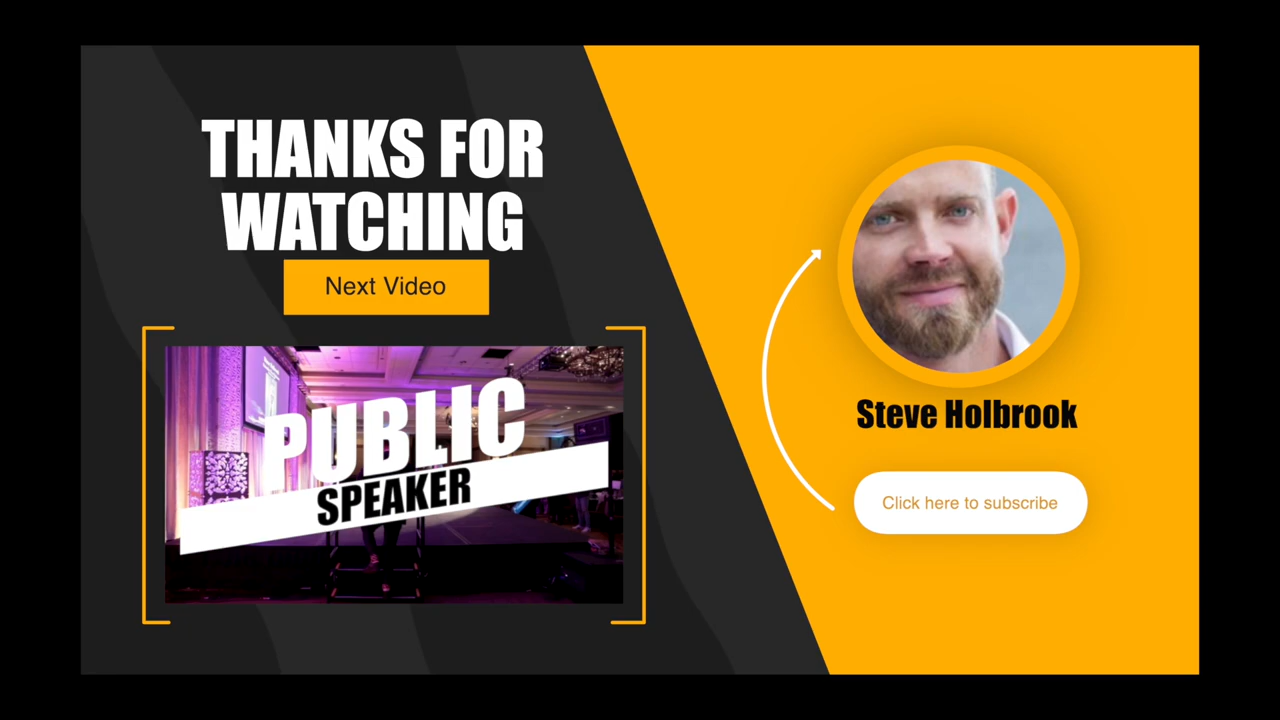 THANKS FOR
WATCHING
Next Video
PUBLIC
SPEAKER
Steve Holbrook
Click here to subscribe